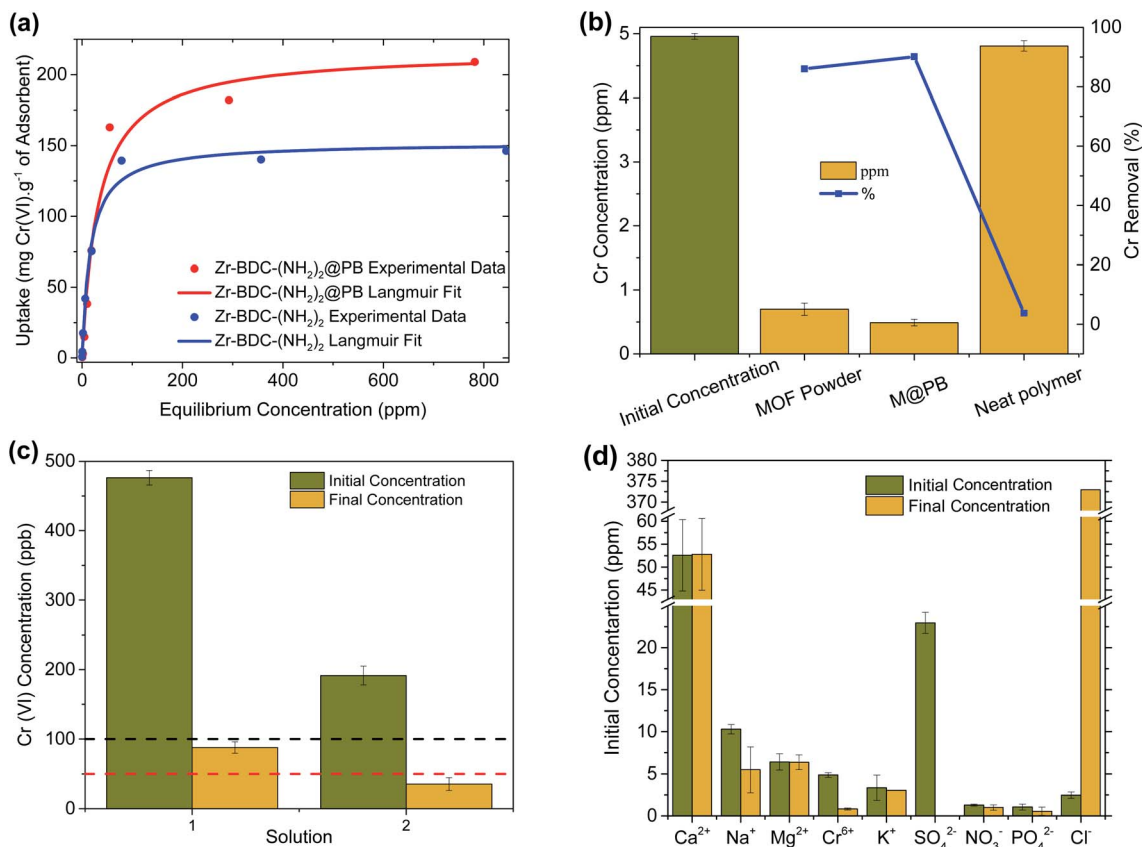 (a)
Uptake (mg Cr(VI).g⁻¹ of Adsorbent)
200
150
100
50
0
Zr-BDC-(NH₂)₂@PB Experimental Data
Zr-BDC-(NH₂)₂@PB Langmuir Fit
Zr-BDC-(NH₂)₂ Experimental Data
Zr-BDC-(NH₂)₂ Langmuir Fit
0 200 400 600 800
Equilibrium Concentration (ppm)
(b)
Cr Concentration (ppm)
5
4
3
2
1
0
ppm
%
100
80
60
40
20
0
Cr Removal (%)
Initial Concentration
MOF Powder
M@PB
Neat polymer
(c)
Cr (VI) Concentration (ppb)
500
400
300
200
100
0
Initial Concentration
Final Concentration
1 2
Solution
(d)
Initial Concentartion (ppm)
380
375
370
60
55
50
45
20
15
10
5
0
Initial Concentration
Final Concentration
Ca²⁺ Na⁺ Mg²⁺ Cr⁶⁺ K⁺ SO₄²⁻ NO₃⁻ PO₄²⁻ Cl⁻